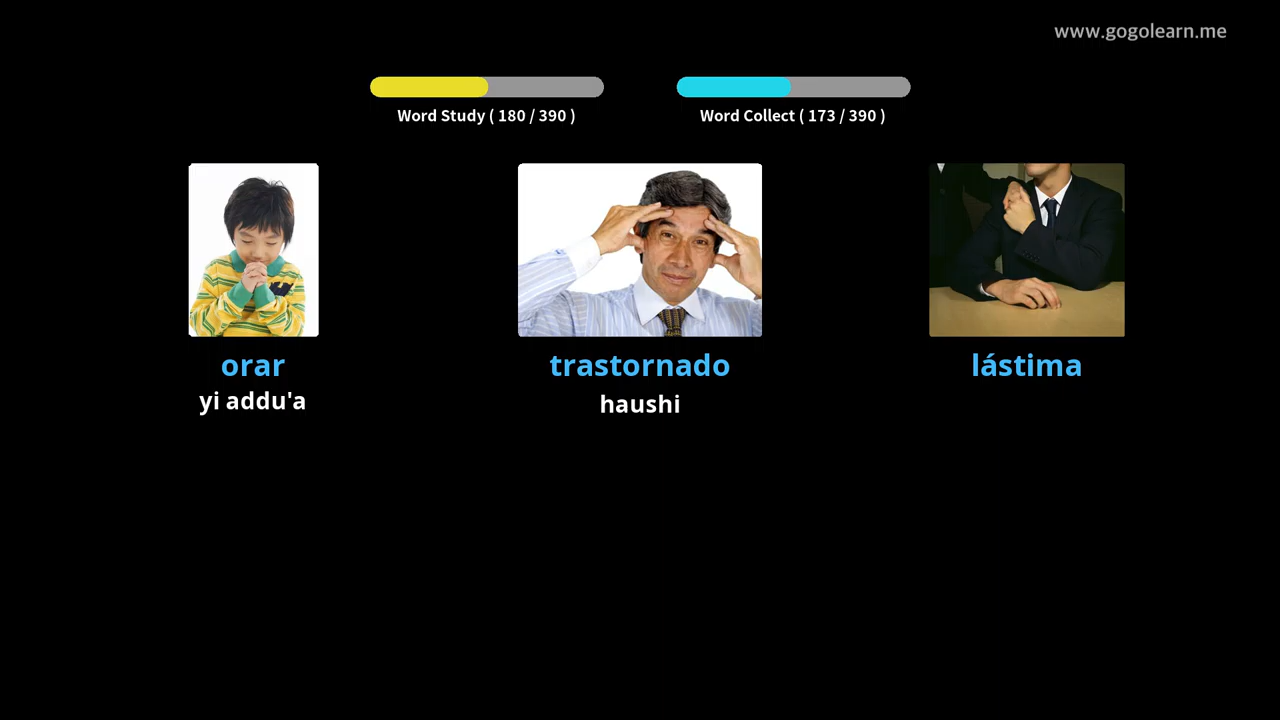 www.gogolearn.me
Word Study ( 180 / 390 )
Word Collect ( 173 / 390 )
orar
trastornado
lástima
yi addu'a
haushi